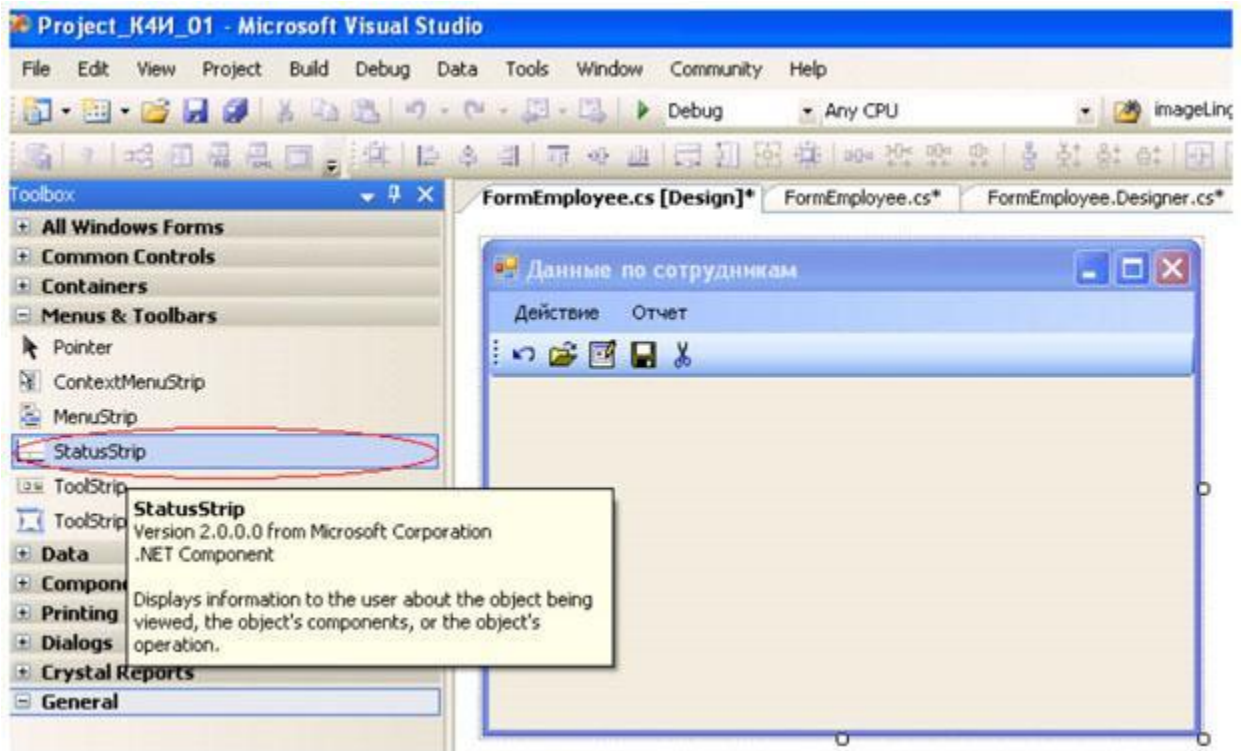 Project_К4И_01 - Microsoft Visual Studio
File Edit View Project Build Debug Data Tools Window Community Help
Debug Any CPU imageLing
Toolbox
FormEmployee.cs [Design]* FormEmployee.cs* FormEmployee.Designer.cs*
All Windows Forms
Common Controls
Containers
Menus & Toolbars
Pointer
ContextMenuStrip
MenuStrip
StatusStrip
ToolStrip
ToolStrip
Data
Compone
Printing
Dialogs
Crystal Reports
General
StatusStrip
Version 2.0.0.0 from Microsoft Corporation
.NET Component
Displays information to the user about the object being
viewed, the object's components, or the object's
operation.
Данные по сотрудникам
Действие Отчет